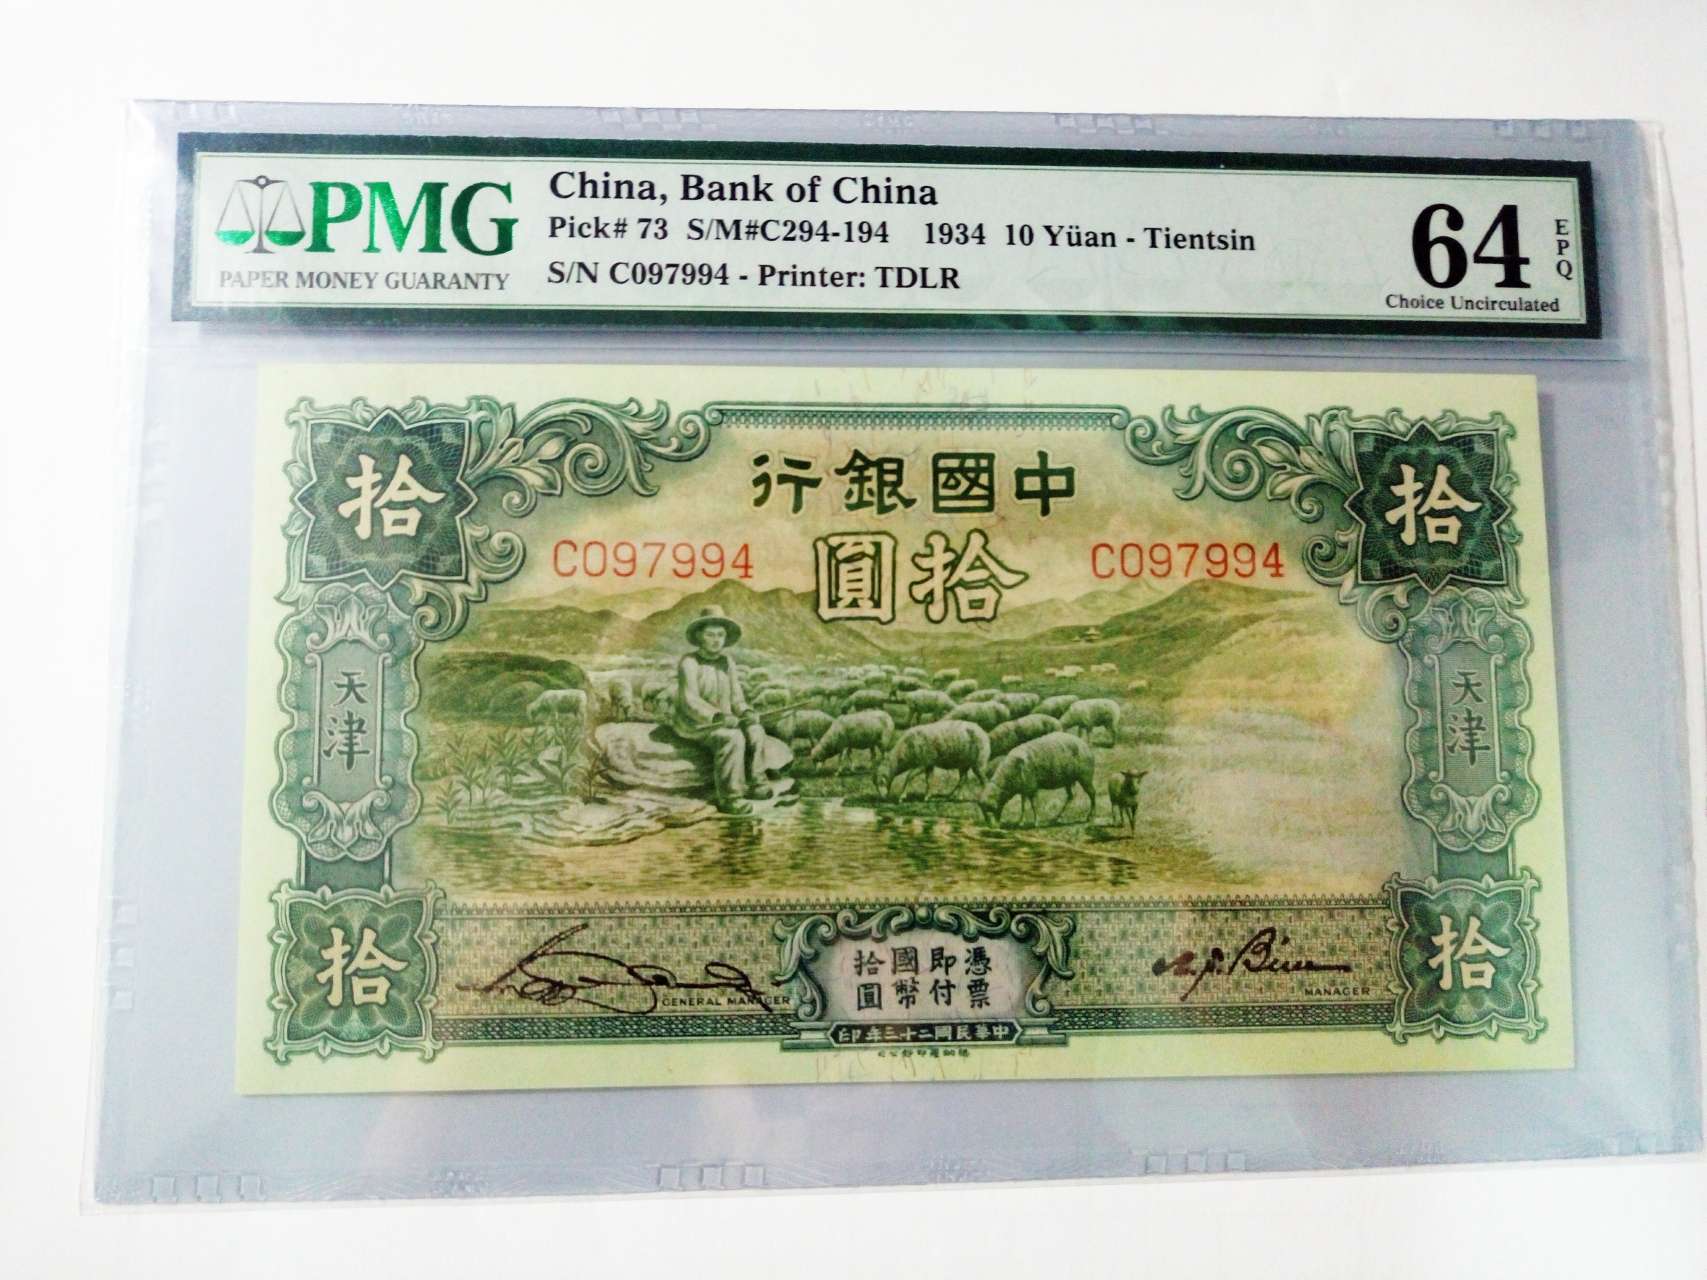 PMG
PAPER MONEY GUARANTY
China, Bank of China
Pick# 73 S/M#C294-194 1934 10 Yüan - Tientsin
S/N C097994 - Printer: TDLR
64
EPQ
Choice Uncirculated
拾
拾
中國銀行
C097994
C097994
拾圓
天津
天津
拾
拾
GENERAL MANAGER
憑票
即付
國幣
拾圓
MANAGER
中華民國二十三年印